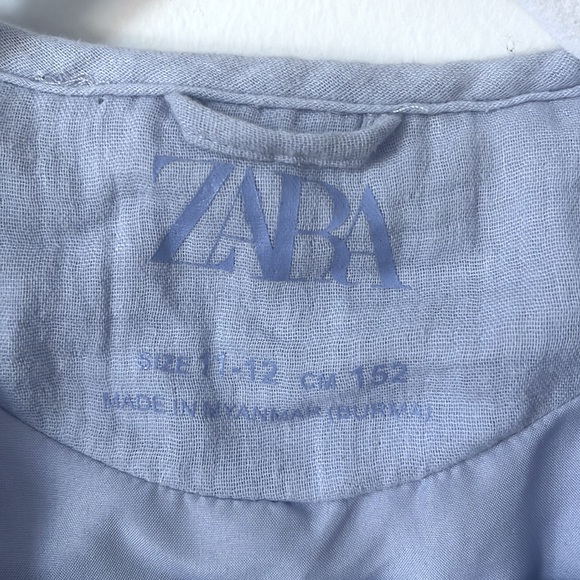 ZARA
SIZE 11-12 CM 152
MADE IN MYANMAR (BURMA)